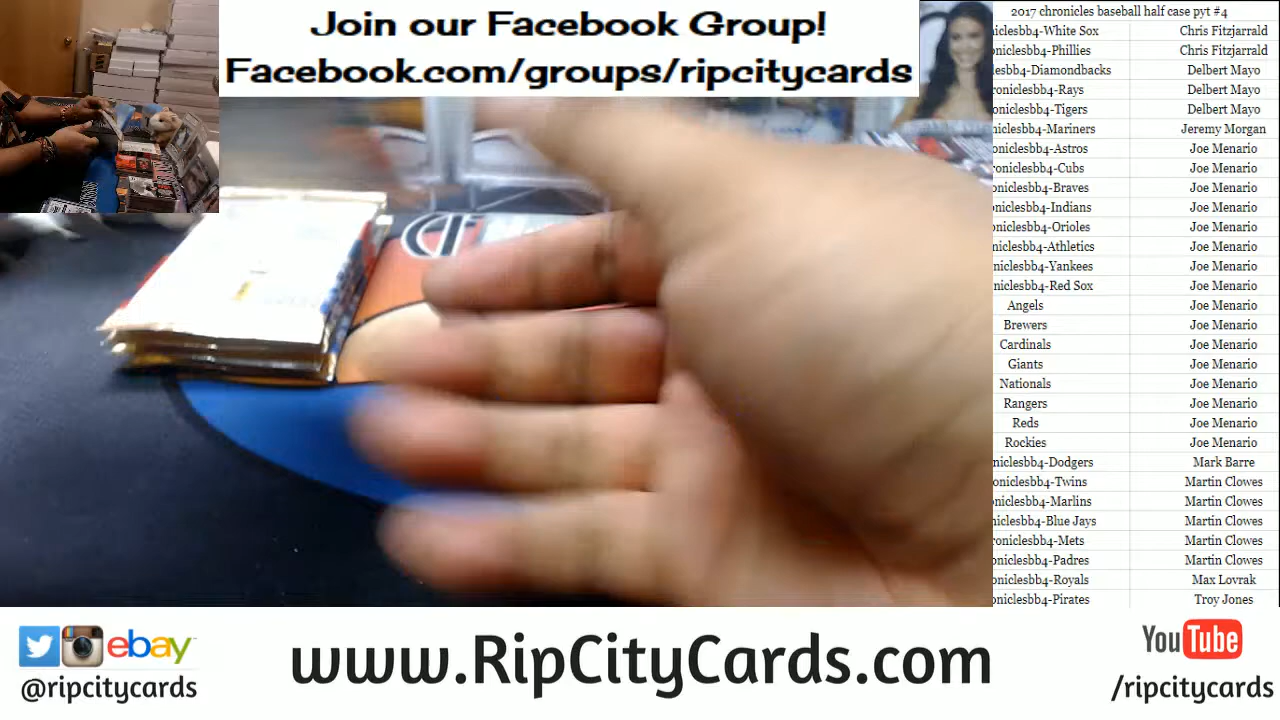 Join our Facebook Group!
Facebook.com/groups/ripcitycards
2017 chronicles baseball half case pyt #4
niclesbb4-White Sox Chris Fitzjarrald
oniclesbb4-Phillies Chris Fitzjarrald
lesbb4-Diamondbacks Delbert Mayo
roniclesbb4-Rays Delbert Mayo
roniclesbb4-Tigers Delbert Mayo
niclesbb4-Mariners Jeremy Morgan
oniclesbb4-Astros Joe Menario
oniclesbb4-Cubs Joe Menario
oniclesbb4-Braves Joe Menario
oniclesbb4-Indians Joe Menario
oniclesbb4-Orioles Joe Menario
niclesbb4-Athletics Joe Menario
niclesbb4-Yankees Joe Menario
niclesbb4-Red Sox Joe Menario
Angels Joe Menario
Brewers Joe Menario
Cardinals Joe Menario
Giants Joe Menario
Nationals Joe Menario
Rangers Joe Menario
Reds Joe Menario
Rockies Joe Menario
oniclesbb4-Dodgers Mark Barre
oniclesbb4-Twins Martin Clowes
oniclesbb4-Marlins Martin Clowes
niclesbb4-Blue Jays Martin Clowes
roniclesbb4-Mets Martin Clowes
oniclesbb4-Padres Martin Clowes
oniclesbb4-Royals Max Lovrak
oniclesbb4-Pirates Troy Jones
ebay
@ripcitycards
www.RipCityCards.com
YouTube
/ripcitycards